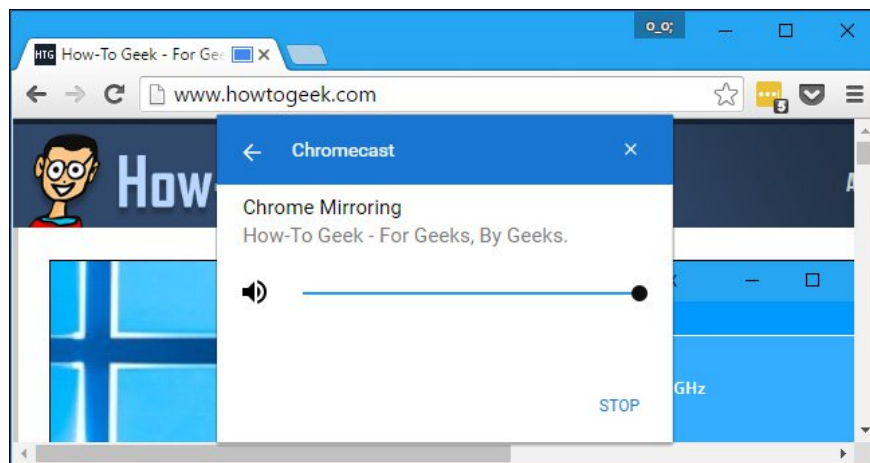 o_o;
HTG How-To Geek - For Gee
www.howtogeek.com
5
How-
A
Chromecast
Chrome Mirroring
How-To Geek - For Geeks, By Geeks.
GHz
STOP